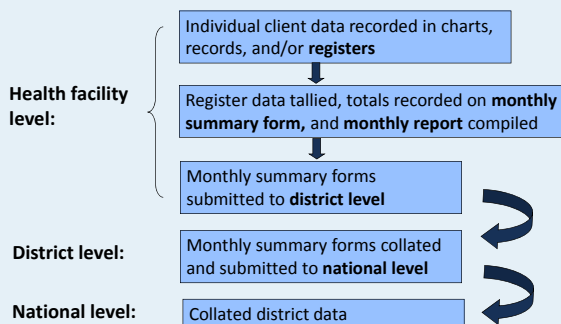 Individual client data recorded in charts,
records, and/or registers
Health facility
level:
Register data tallied, totals recorded on monthly
summary form, and monthly report compiled
Monthly summary forms
submitted to district level
District level:
Monthly summary forms collated
and submitted to national level
National level:
Collated district data